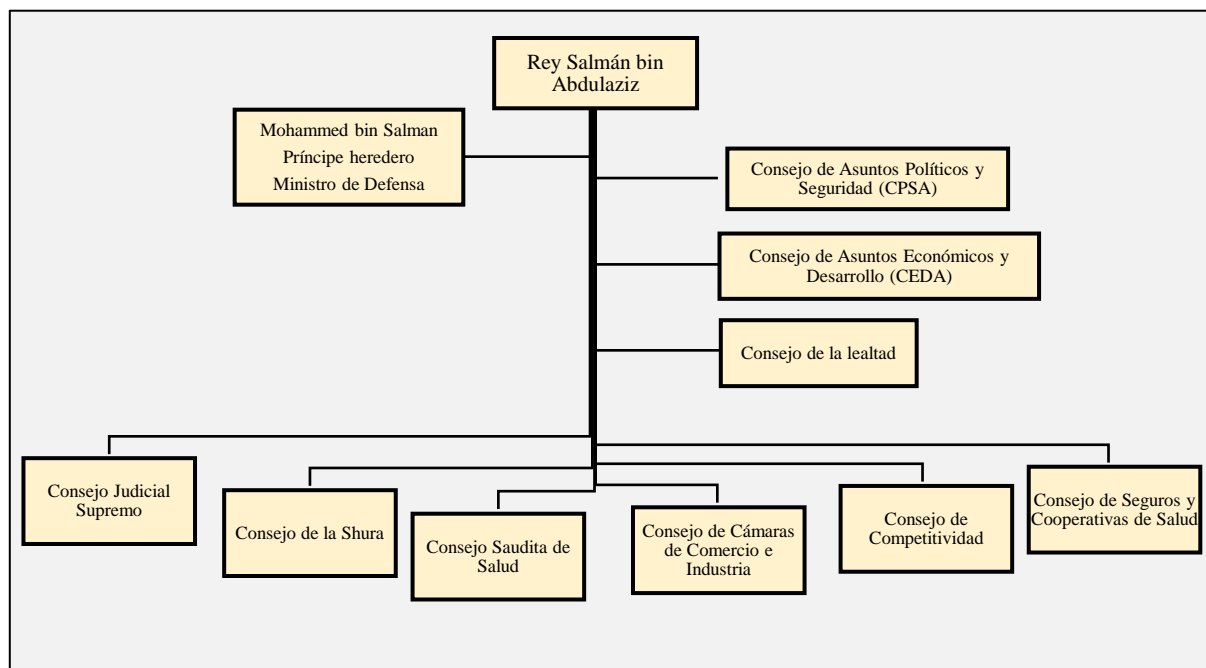 Rey Salmán bin
Abdulaziz
Mohammed bin Salman
Príncipe heredero
Ministro de Defensa
Consejo de Asuntos Políticos y
Seguridad (CPSA)
Consejo de Asuntos Económicos y
Desarrollo (CEDA)
Consejo de la lealtad
Consejo Judicial
Supremo
Consejo de la Shura
Consejo Saudita de
Salud
Consejo de Cámaras
de Comercio e
Industria
Consejo de
Competitividad
Consejo de Seguros y
Cooperativas de Salud